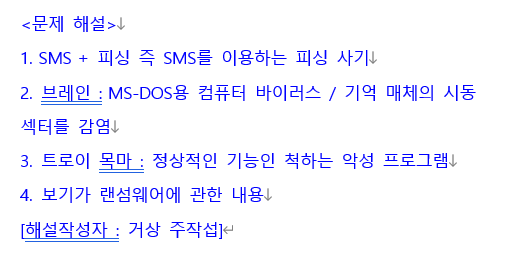 <문제 해설>
1. SMS + 피싱 즉 SMS를 이용하는 피싱 사기
2. 브레인 : MS-DOS용 컴퓨터 바이러스 / 기억 매체의 시동
섹터를 감염
3. 트로이 목마 : 정상적인 기능인 척하는 악성 프로그램
4. 보기가 랜섬웨어에 관한 내용
[해설작성자 : 거상 주작섭]